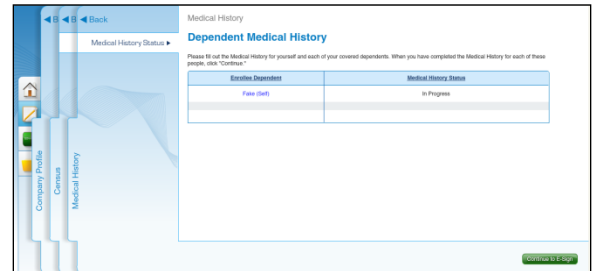 B
B
Back
Medical History Status
Company Profile
Census
Medical History
Medical History
Dependent Medical History
Please fill out the Medical History for yourself and each of your covered dependents. When you have completed the Medical History for each of these
people, click "Continue."
Enrollee Dependent Medical History Status
Fake (Self) In Progress
Continue to E-Sign